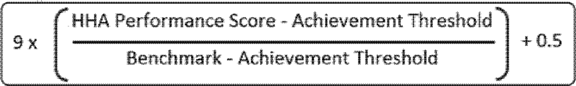 9 x ( HHA Performance Score - Achievement Threshold
Benchmark - Achievement Threshold ) + 0.5